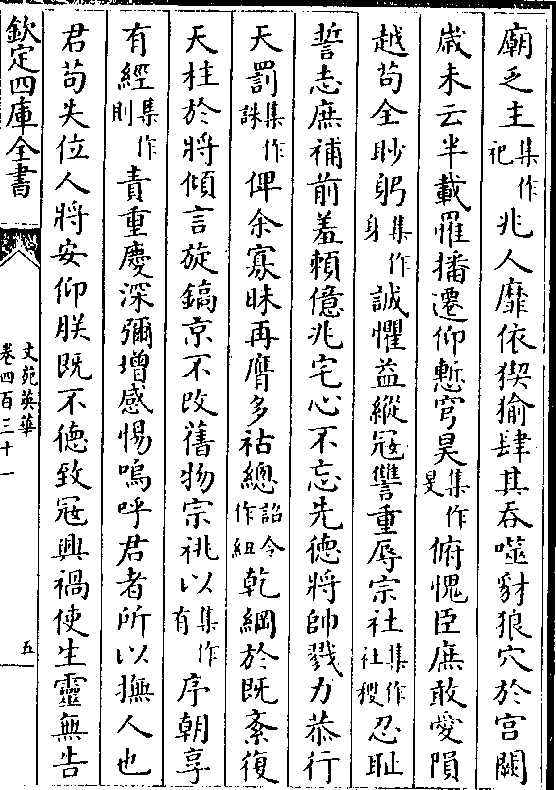 廟乏主集作祀兆人靡依猰㺄肆其吞噬豺狼穴於宫闕
嵗未云半載罹播遷仰慙穹昊集作旻俯愧臣庶敢愛隕
越苟全眇躬集作身誠懼益縱冦讐重辱宗社集作社稷忍恥
誓志庶補前羞頼億兆宅心不忘先徳將帥戮力恭行
天罰集作誅俾余寡昧再膺多祜總詔令作紐乾綱於既紊復
天柱於將傾言旋鎬京不改舊物宗祧以集作有序朝享
有經集作則責重慶深彌增感惕嗚呼君者所以撫人也
君苟失位人將安仰朕既不徳致冦興禍使生靈無告
欽定四庫全書
文苑英華
卷四百三十一
五